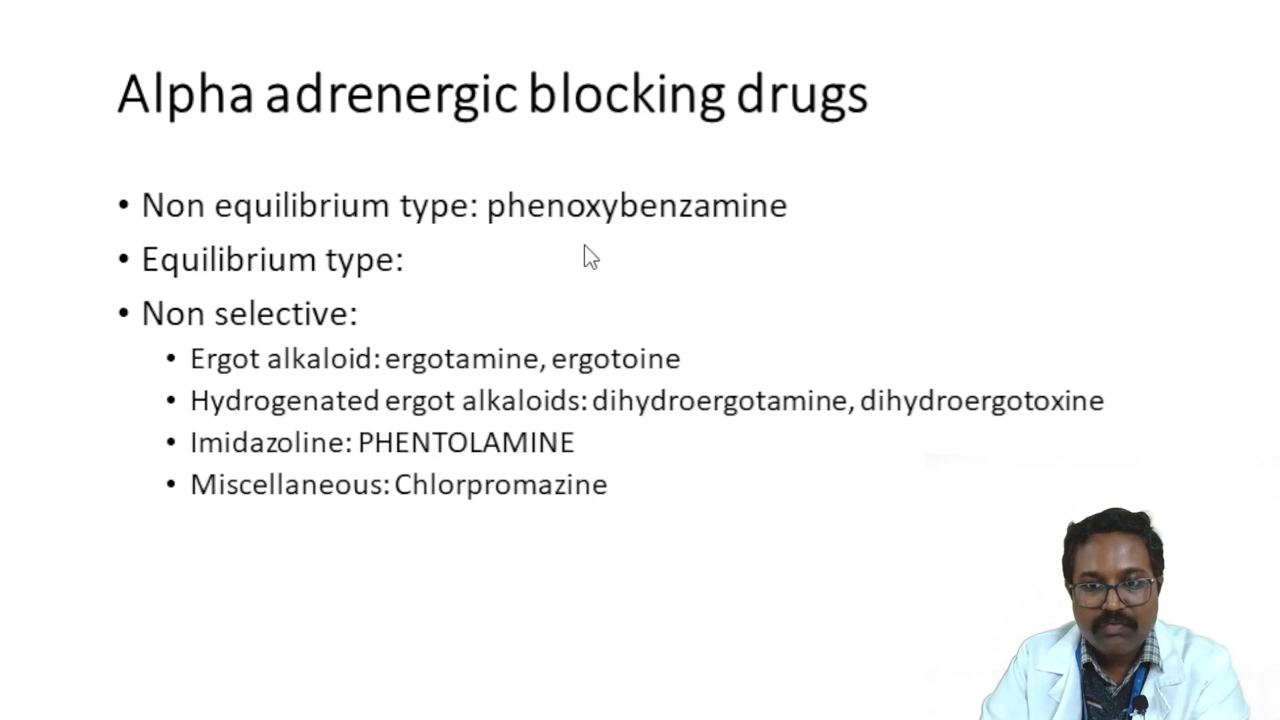 Alpha adrenergic blocking drugs
• Non equilibrium type: phenoxybenzamine
• Equilibrium type:
• Non selective:
• Ergot alkaloid: ergotamine, ergotoine
• Hydrogenated ergot alkaloids: dihydroergotamine, dihydroergotoxine
• Imidazoline: PHENTOLAMINE
• Miscellaneous: Chlorpromazine